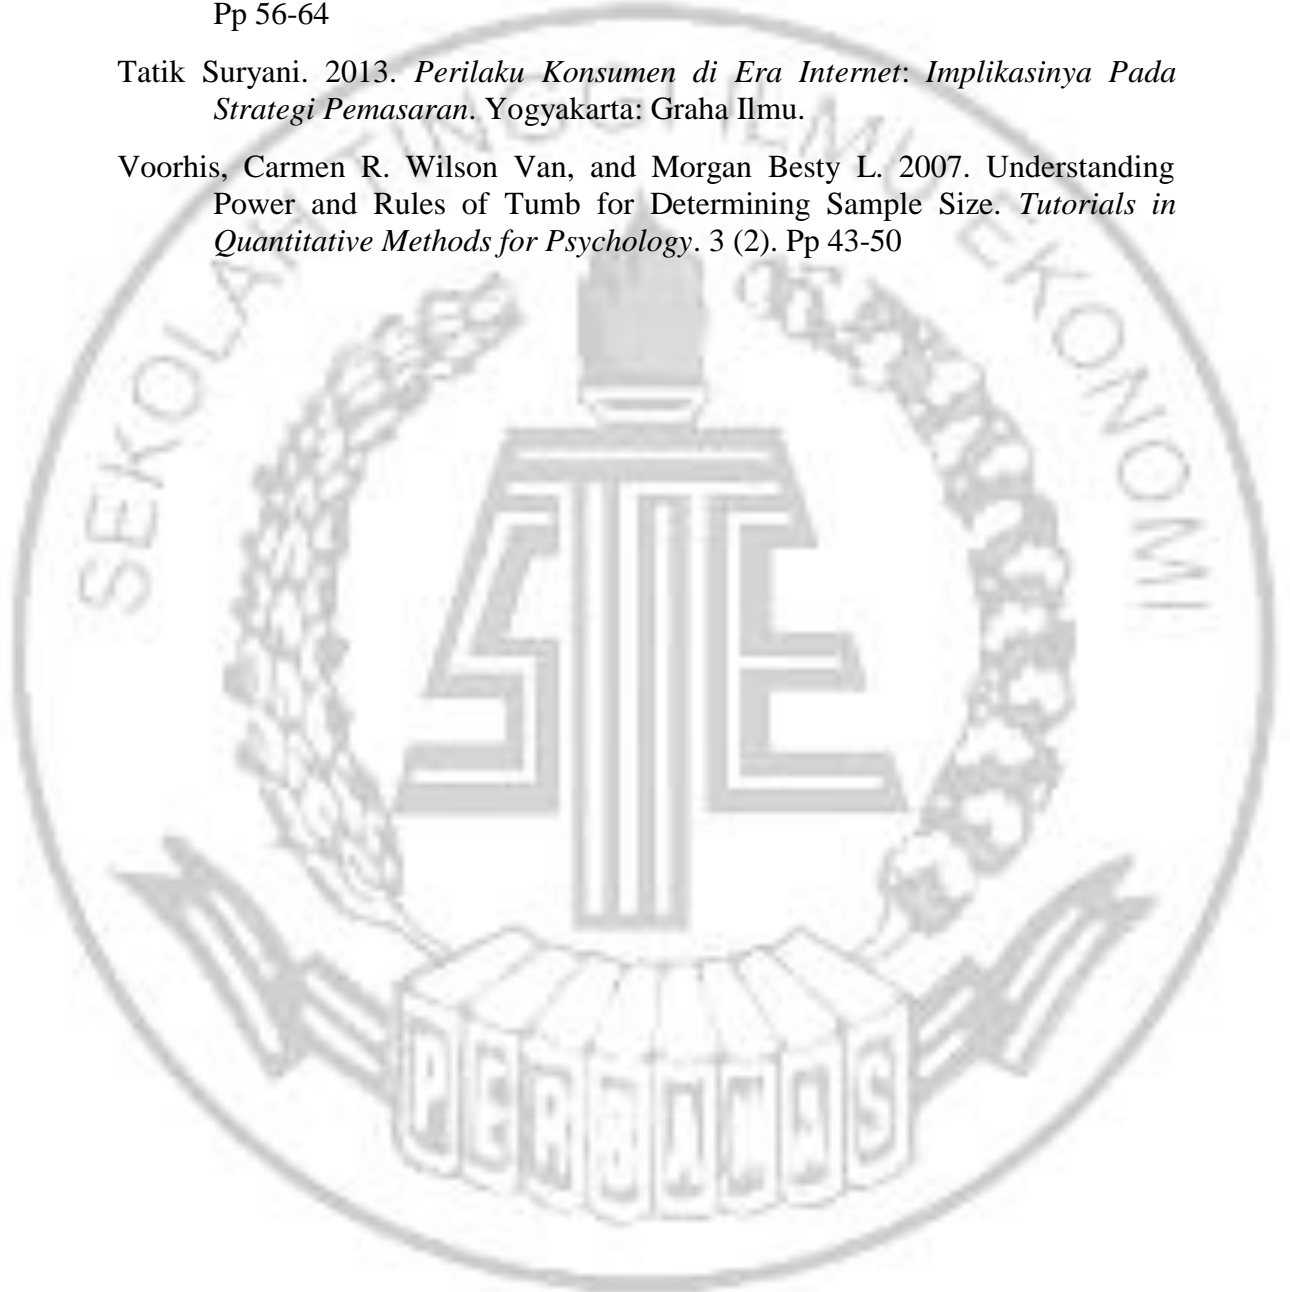 Pp 56-64
Tatik Suryani. 2013. Perilaku Konsumen di Era Internet: Implikasinya Pada
Strategi Pemasaran. Yogyakarta: Graha Ilmu.
Voorhis, Carmen R. Wilson Van, and Morgan Besty L. 2007. Understanding
Power and Rules of Tumb for Determining Sample Size. Tutorials in
Quantitative Methods for Psychology. 3 (2). Pp 43-50
SEKOLAH TINGGI ILMU EKONOMI
STIE
PERBANAS